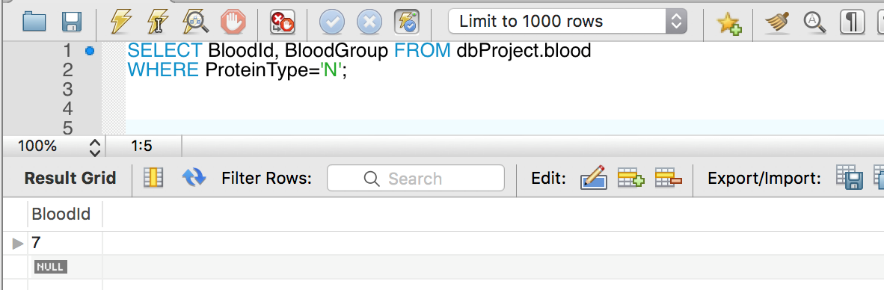 Limit to 1000 rows
1 SELECT BloodId, BloodGroup FROM dbProject.blood
2 WHERE ProteinType='N';
3
4
5
100% 1:5
Result Grid Filter Rows: Search Edit: Export/Import:
BloodId
7
NULL